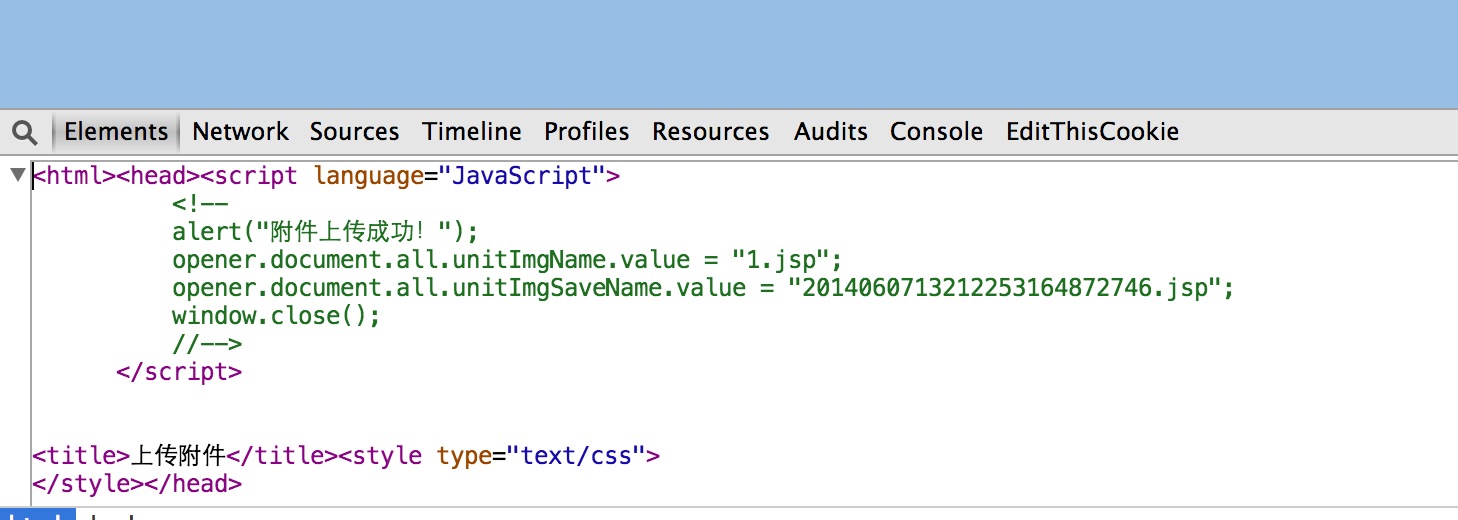 Elements Network Sources Timeline Profiles Resources Audits Console EditThisCookie
<html><head><script language="JavaScript">
<!--
alert("附件上传成功！");
opener.document.all.unitImgName.value = "1.jsp";
opener.document.all.unitImgSaveName.value = "2014060713212253164872746.jsp";
window.close();
//-->
</script>
<title>上传附件</title><style type="text/css">
</style></head>